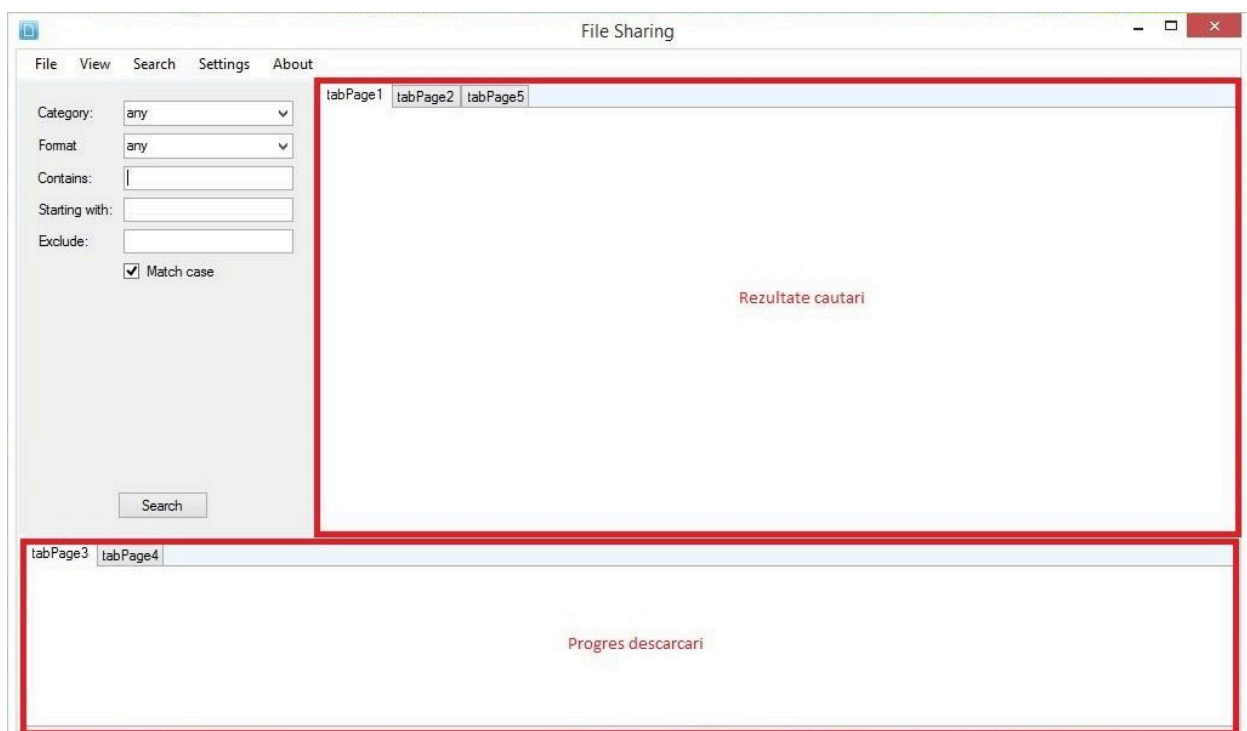 File Sharing
File View Search Settings About
tabPage1 tabPage2 tabPage5
Category: any
Format any
Contains:
Starting with:
Exclude:
Match case
Rezultate cautari
Search
tabPage3 tabPage4
Progres descarcari